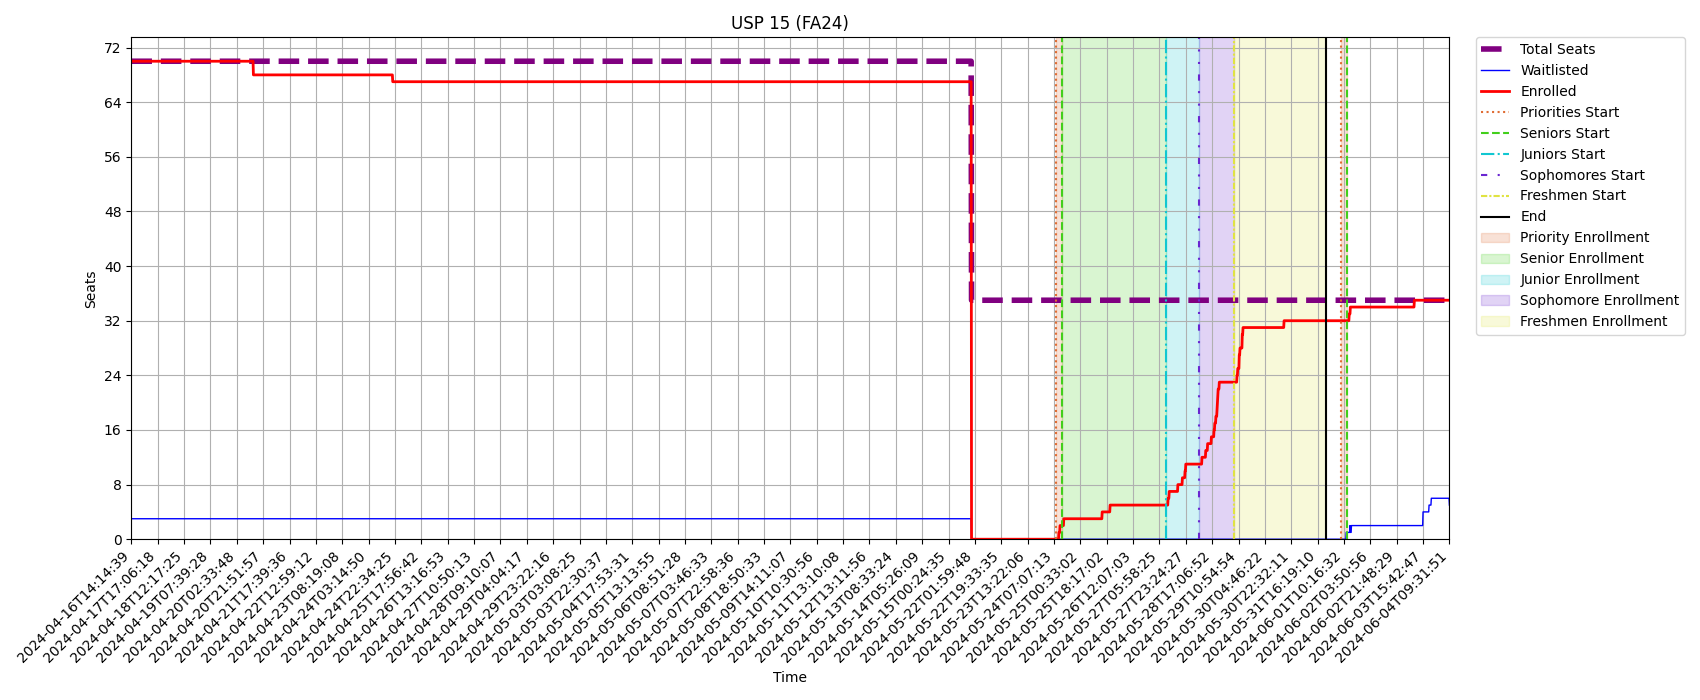 USP 15 (FA24)
Total Seats
Waitlisted
Enrolled
Priorities Start
Seniors Start
Juniors Start
Sophomores Start
Freshmen Start
End
Priority Enrollment
Senior Enrollment
Junior Enrollment
Sophomore Enrollment
Freshmen Enrollment
Seats
72
64
56
48
40
32
24
16
8
0
2024-04-16T14:14:39
2024-04-17T17:06:18
2024-04-18T12:17:25
2024-04-19T07:39:28
2024-04-20T02:33:48
2024-04-20T21:51:57
2024-04-21T17:39:36
2024-04-22T12:59:12
2024-04-23T08:19:08
2024-04-24T03:14:50
2024-04-24T22:34:25
2024-04-25T17:56:42
2024-04-26T13:16:53
2024-04-27T10:50:13
2024-04-29T09:10:07
2024-04-29T04:04:17
2024-04-29T23:22:16
2024-05-03T03:08:25
2024-05-03T22:30:37
2024-05-04T17:53:31
2024-05-05T13:13:55
2024-05-06T08:51:28
2024-05-07T03:46:33
2024-05-07T22:58:36
2024-05-08T18:50:33
2024-05-09T14:11:07
2024-05-10T10:30:56
2024-05-11T13:10:08
2024-05-12T13:11:56
2024-05-13T08:33:24
2024-05-14T05:26:09
2024-05-15T00:24:35
2024-05-22T01:59:48
2024-05-22T19:33:35
2024-05-23T13:22:06
2024-05-24T07:07:13
2024-05-25T00:33:02
2024-05-25T18:17:02
2024-05-26T12:07:03
2024-05-27T05:58:25
2024-05-27T23:24:27
2024-05-28T17:06:52
2024-05-29T10:54:54
2024-05-30T04:46:22
2024-05-30T22:32:11
2024-05-31T16:19:10
2024-06-01T10:16:32
2024-06-02T03:50:56
2024-06-02T21:48:29
2024-06-03T15:42:47
2024-06-04T09:31:51
Time